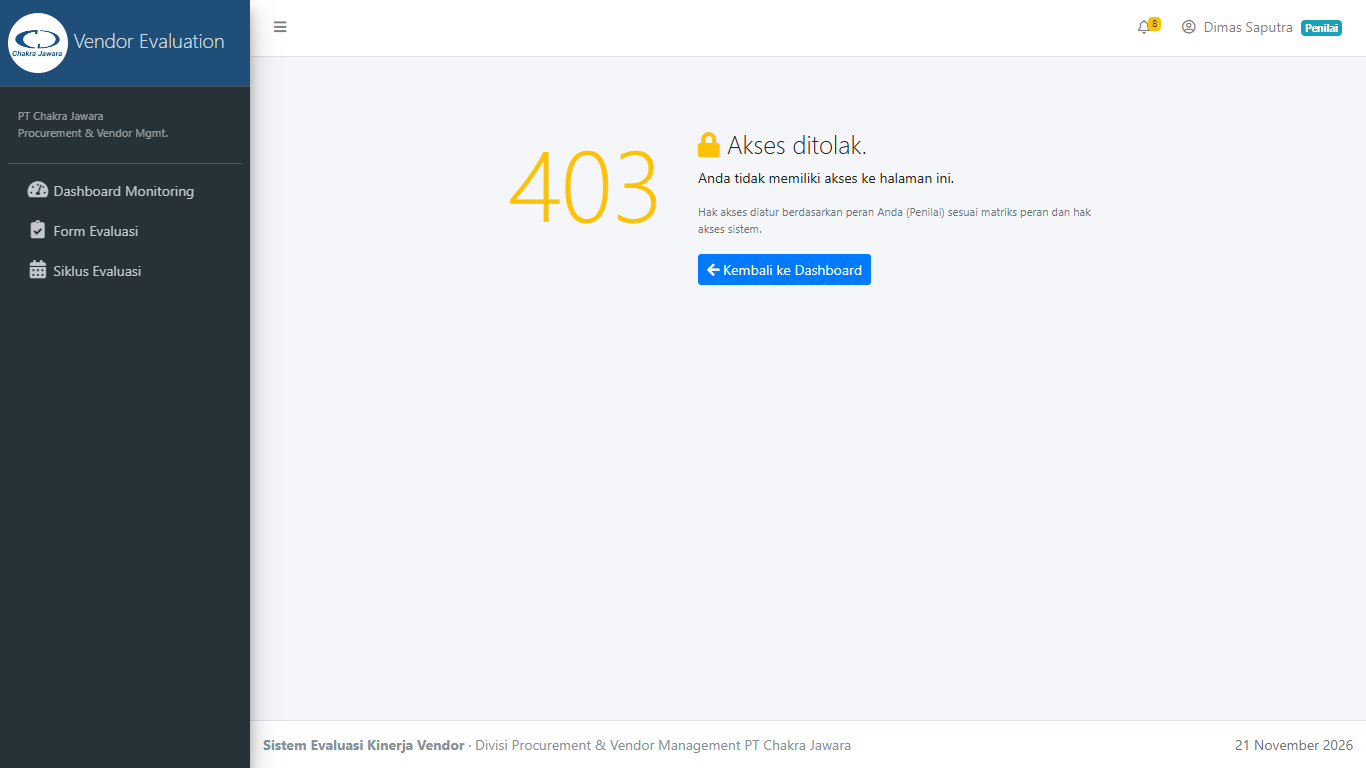 Chakra Jawara
Vendor Evaluation
PT Chakra Jawara
Procurement & Vendor Mgmt.
Dashboard Monitoring
Form Evaluasi
Siklus Evaluasi
8
Dimas Saputra Penilai
403
Akses ditolak.
Anda tidak memiliki akses ke halaman ini.
Hak akses diatur berdasarkan peran Anda (Penilai) sesuai matriks peran dan hak
akses sistem.
Kembali ke Dashboard
Sistem Evaluasi Kinerja Vendor · Divisi Procurement & Vendor Management PT Chakra Jawara
21 November 2026